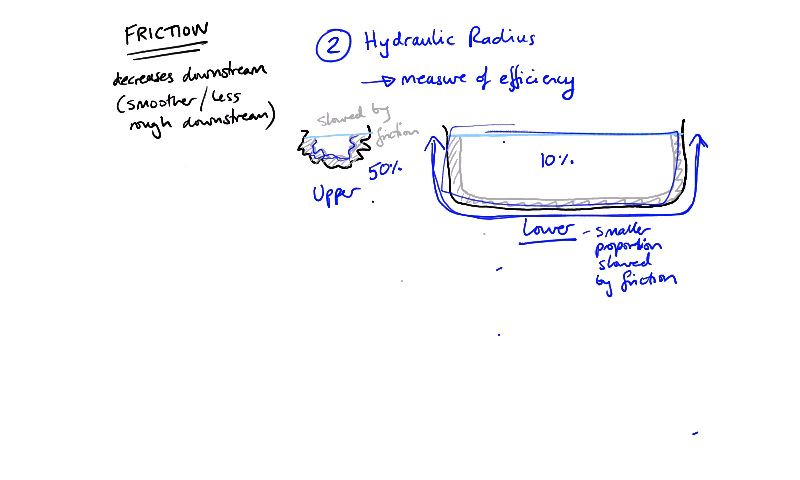 FRICTION
decreases downstream
(smoother/less
rough downstream)
2 Hydraulic Radius
→ measure of efficiency
slowed by
friction
50%
Upper
10%
Lower - smaller
proportion
slowed
by friction